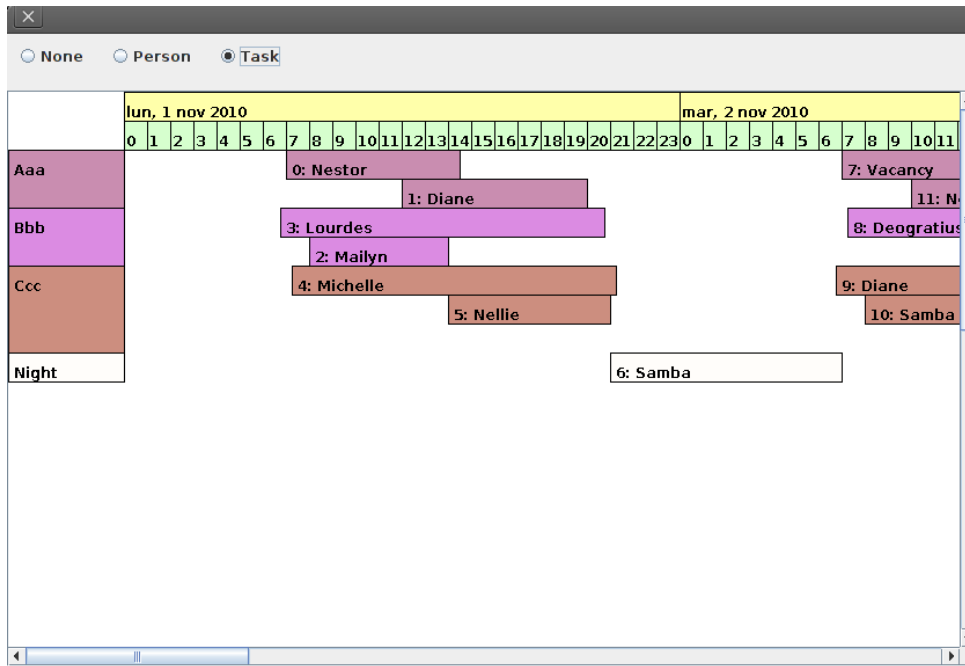 None Person Task
lun, 1 nov 2010 mar, 2 nov 2010
0 1 2 3 4 5 6 7 8 9 10 11 12 13 14 15 16 17 18 19 20 21 22 23 0 1 2 3 4 5 6 7 8 9 10 11
Aaa 0: Nestor 7: Vacancy
1: Diane 11:
Bbb 3: Lourdes 8: Deogratius
2: Mailyn
Ccc 4: Michelle 9: Diane
5: Nellie 10: Samba
Night 6: Samba